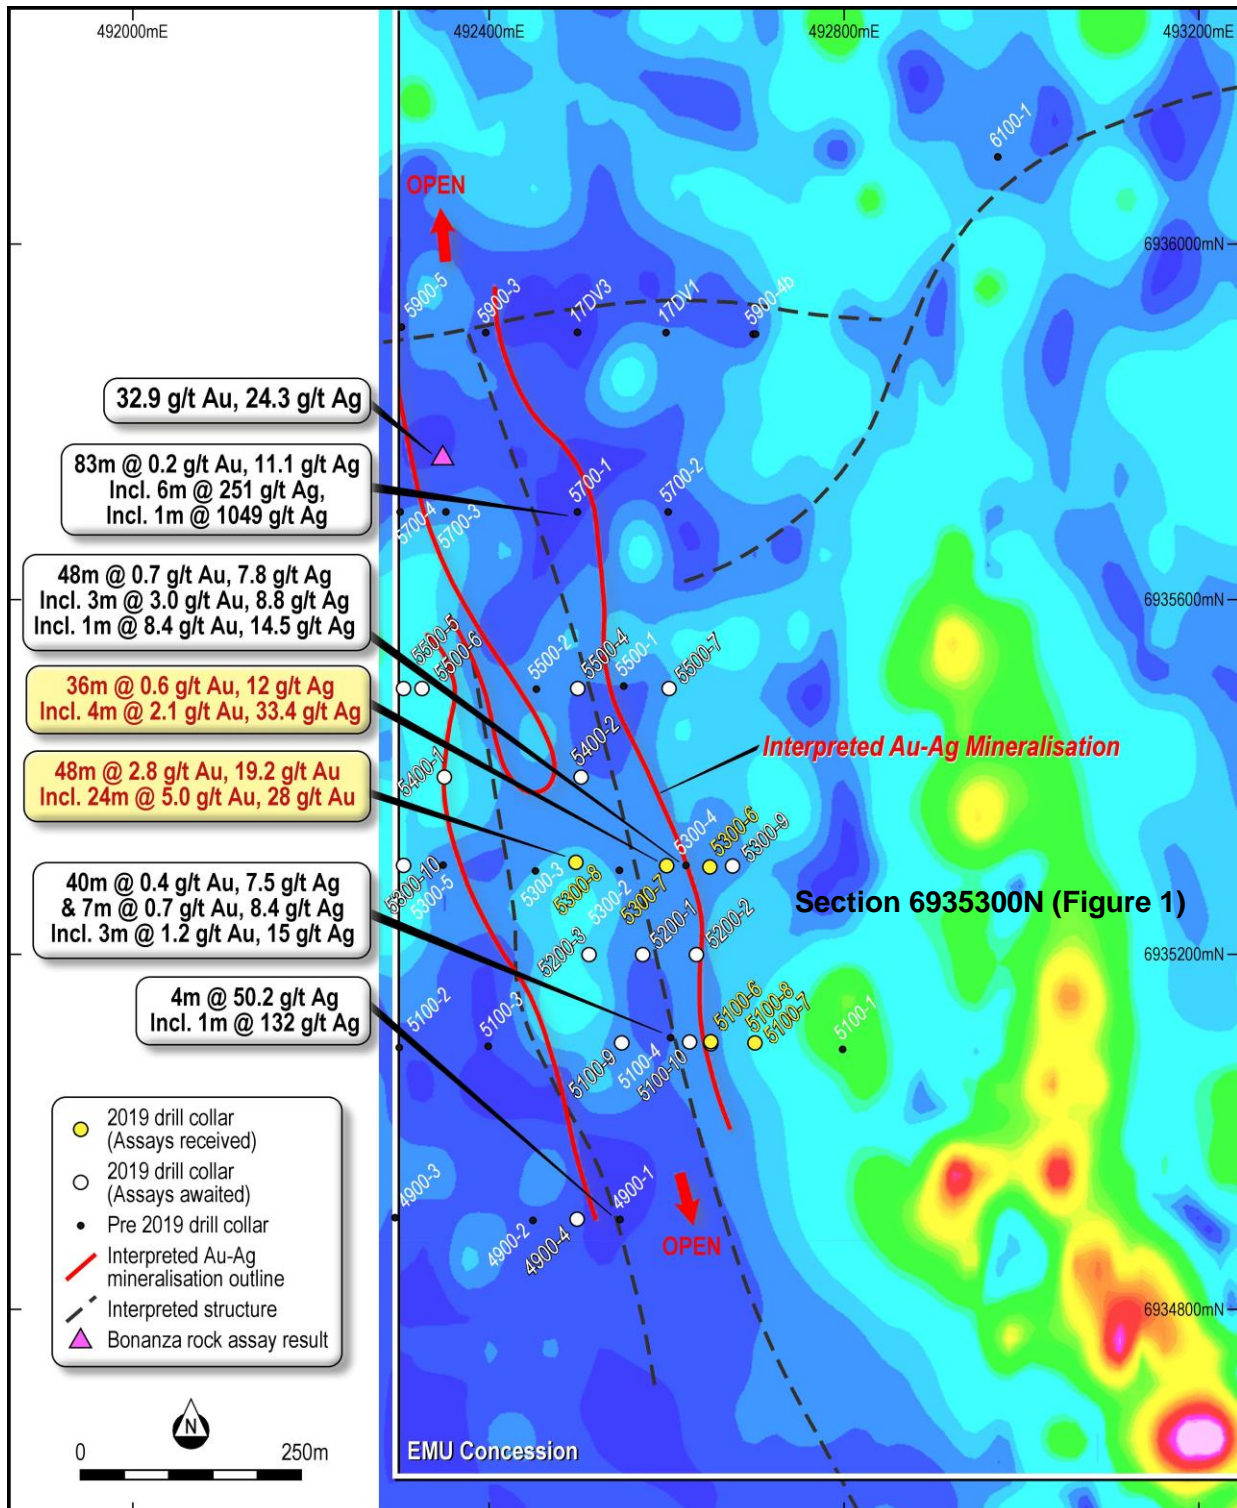 492000mE
492400mE
492800mE
493200mE
6100-1
OPEN
6936000mN
5900-5
5900-3
17DV3
17DV1
5900-4b
32.9 g/t Au, 24.3 g/t Ag
83m @ 0.2 g/t Au, 11.1 g/t Ag
Incl. 6m @ 251 g/t Ag,
Incl. 1m @ 1049 g/t Ag
5700-4
5700-3
5700-1
5700-2
48m @ 0.7 g/t Au, 7.8 g/t Ag
Incl. 3m @ 3.0 g/t Au, 8.8 g/t Ag
Incl. 1m @ 8.4 g/t Au, 14.5 g/t Ag
6935600mN
5500-5
5500-6
5500-2
5500-4
5500-1
5500-7
36m @ 0.6 g/t Au, 12 g/t Ag
Incl. 4m @ 2.1 g/t Au, 33.4 g/t Ag
5400-1
5400-2
Interpreted Au-Ag Mineralisation
48m @ 2.8 g/t Au, 19.2 g/t Au
Incl. 24m @ 5.0 g/t Au, 28 g/t Au
5300-10
5300-5
5300-3
5300-8
5300-2
5300-7
5300-4
5300-6
5300-9
Section 6935300N (Figure 1)
40m @ 0.4 g/t Au, 7.5 g/t Ag
& 7m @ 0.7 g/t Au, 8.4 g/t Ag
Incl. 3m @ 1.2 g/t Au, 15 g/t Ag
5200-3
5200-1
5200-2
6935200mN
4m @ 50.2 g/t Ag
Incl. 1m @ 132 g/t Ag
5100-2
5100-3
5100-9
5100-4
5100-10
5100-6
5100-8
5100-7
5100-1
2019 drill collar
(Assays received)
2019 drill collar
(Assays awaited)
Pre 2019 drill collar
Interpreted Au-Ag
mineralisation outline
Interpreted structure
Bonanza rock assay result
4900-3
4900-2
4900-4
4900-1
OPEN
6934800mN
N
0
250m
EMU Concession